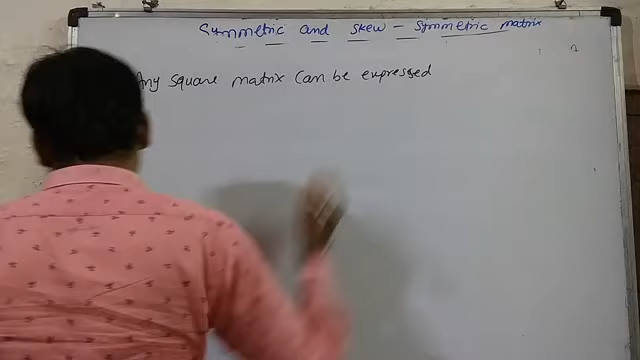 Symmetric and skew - symmetric matrix
Any square matrix can be expressed